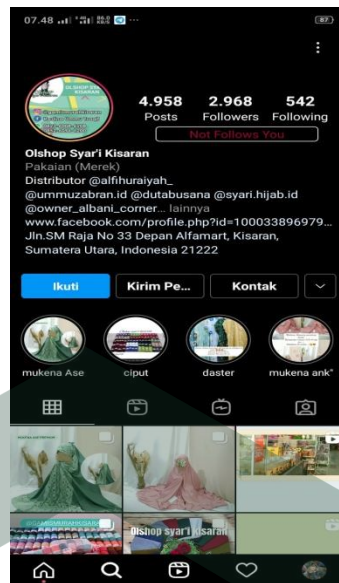 07.48
87
OLSHOP SYAR'I
KISARAN
4.958 2.968 542
Posts Followers Following
Not Follows You
Olshop Syar'i Kisaran
Pakaian (Merek)
Distributor @alfihuraiyah_
@ummuzabran.id @dutabusana @syari.hijab.id
@owner_albani_corner... lainnya
www.facebook.com/profile.php?id=100033896979...
Jln.SM Raja No 33 Depan Alfamart, Kisaran,
Sumatera Utara, Indonesia 21222
Ikuti Kirim Pe... Kontak
mukena Ase ciput daster mukena ank"
Olshop syar'i kisaran